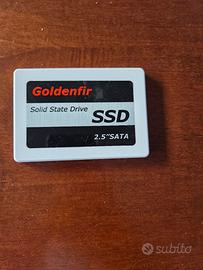 Goldenfir
Solid State Drive
SSD
2.5"SATA
subito